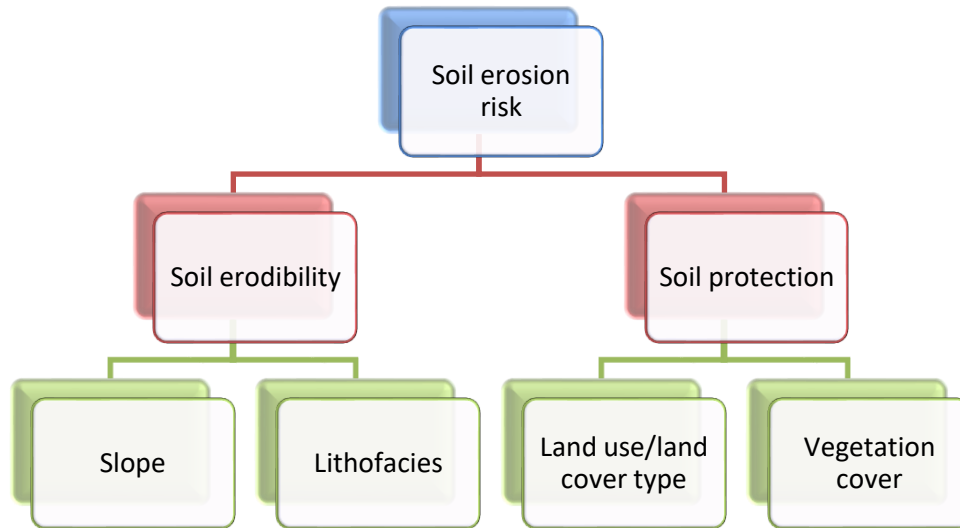 Soil erosion
risk
Soil erodibility
Soil protection
Slope
Lithofacies
Land use/land
cover type
Vegetation
cover